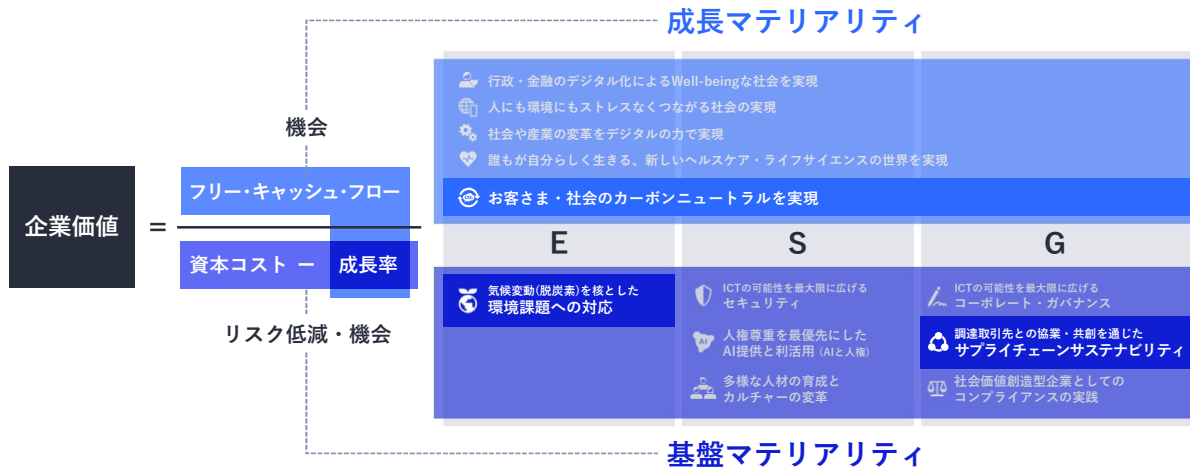 成長マテリアリティ
行政・金融のデジタル化によるWell-beingな社会を実現
人にも環境にもストレスなくつながる社会の実現
社会や産業の変革をデジタルの力で実現
誰もが自分らしく生きる、新しいヘルスケア・ライフサイエンスの世界を実現
お客さま・社会のカーボンニュートラルを実現
機会
フリー・キャッシュ・フロー
企業価値
=
資本コスト ー 成長率
リスク低減・機会
E
S
G
気候変動(脱炭素)を核とした
環境課題への対応
ICTの可能性を最大限に広げる
セキュリティ
人権尊重を最優先にした
AI提供と利活用 (AIと人権)
AI
多様な人材の育成と
カルチャーの変革
ICTの可能性を最大限に広げる
コーポレート・ガバナンス
調達取引先との協業・共創を通じた
サプライチェーンサステナビリティ
社会価値創造型企業としての
コンプライアンスの実践
基盤マテリアリティ